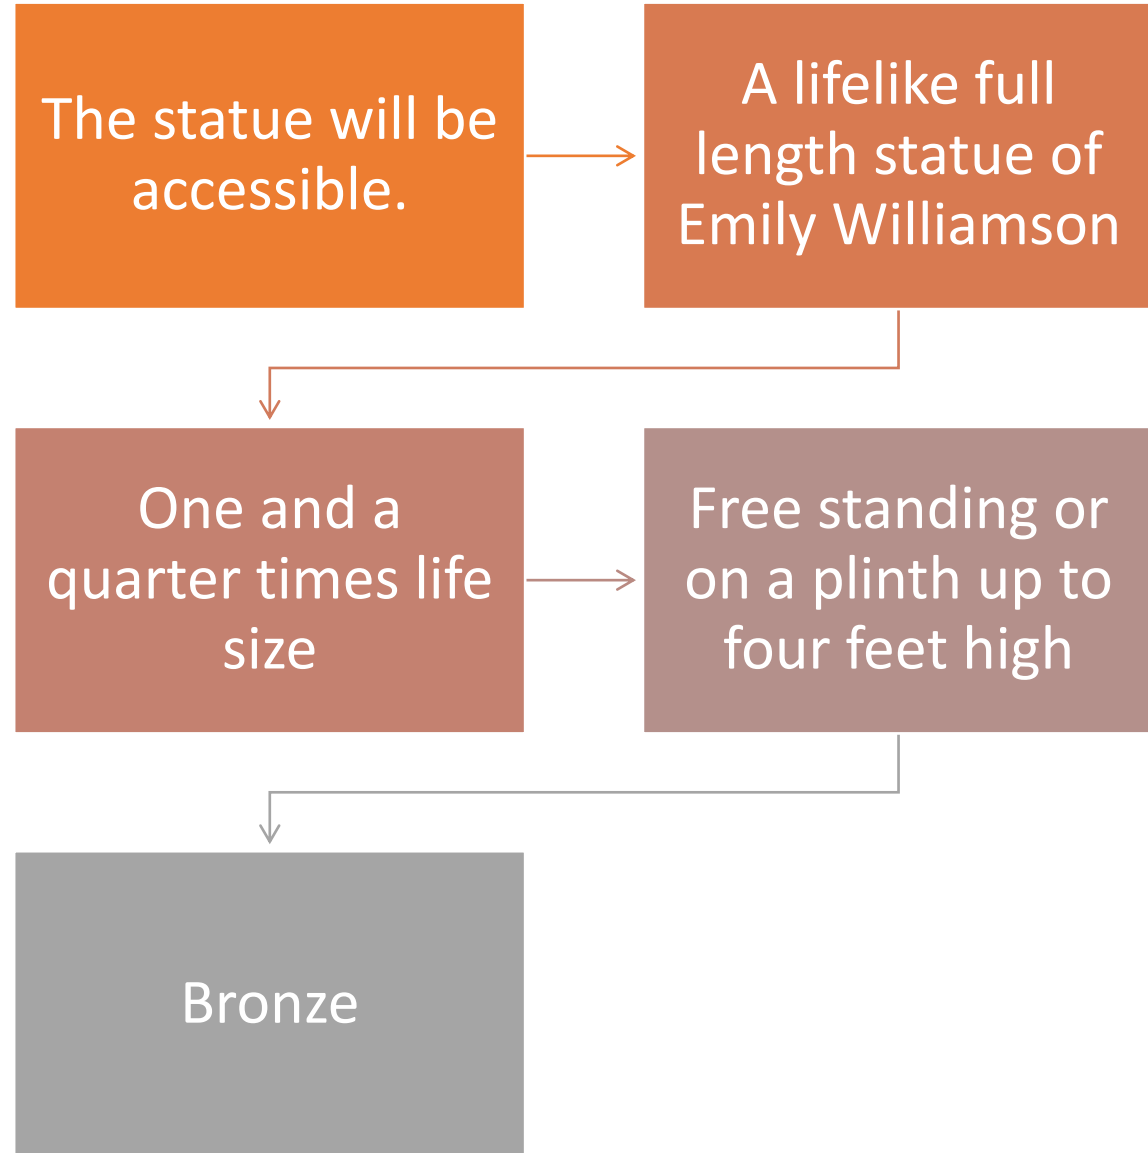 The statue will be
accessible.
A lifelike full
length statue of
Emily Williamson
One and a
quarter times life
size
Free standing or
on a plinth up to
four feet high
Bronze